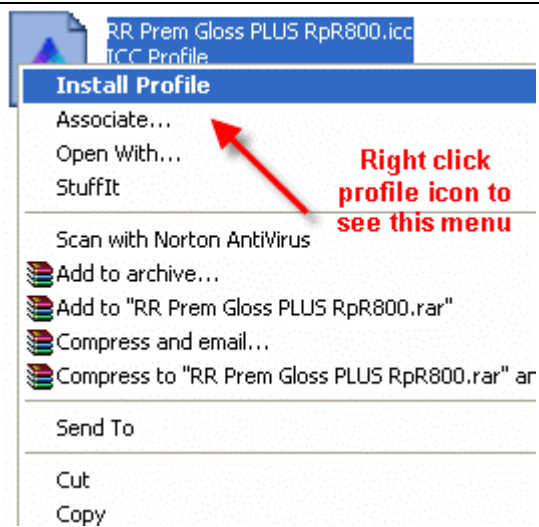 RR Prem Gloss PLUS RpR800.icc
ICC Profile
Install Profile
Associate...
Open With...
StuffIt
Right click
profile icon to
see this menu
Scan with Norton AntiVirus
Add to archive...
Add to "RR Prem Gloss PLUS RpR800.rar"
Compress and email...
Compress to "RR Prem Gloss PLUS RpR800.rar" an
Send To
Cut
Copy